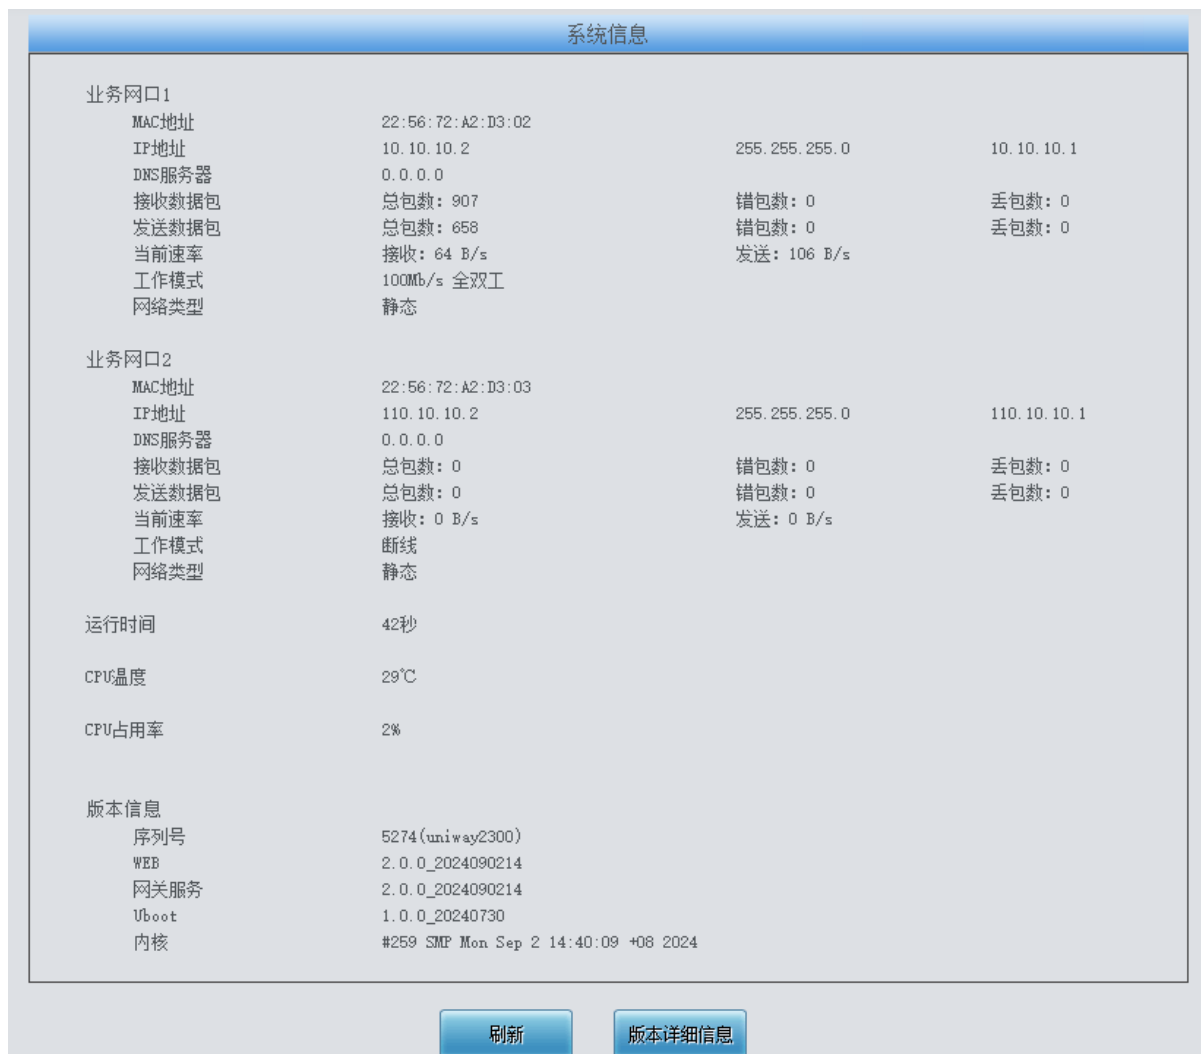 系统信息
业务网口1
MAC地址 22:56:72:A2:D3:02
IP地址 10.10.10.2 255.255.255.0 10.10.10.1
DNS服务器 0.0.0.0
接收数据包 总包数: 907 错包数: 0 丢包数: 0
发送数据包 总包数: 658 错包数: 0 丢包数: 0
当前速率 接收: 64 B/s 发送: 106 B/s
工作模式 100Mb/s 全双工
网络类型 静态
业务网口2
MAC地址 22:56:72:A2:D3:03
IP地址 110.10.10.2 255.255.255.0 110.10.10.1
DNS服务器 0.0.0.0
接收数据包 总包数: 0 错包数: 0 丢包数: 0
发送数据包 总包数: 0 错包数: 0 丢包数: 0
当前速率 接收: 0 B/s 发送: 0 B/s
工作模式 断线
网络类型 静态
运行时间 42秒
CPU温度 29℃
CPU占用率 2%
版本信息
序列号 5274(uniway2300)
WEB 2.0.0_2024090214
网关服务 2.0.0_2024090214
Uboot 1.0.0_20240730
内核 #259 SMP Mon Sep 2 14:40:09 +08 2024
刷新 版本详细信息